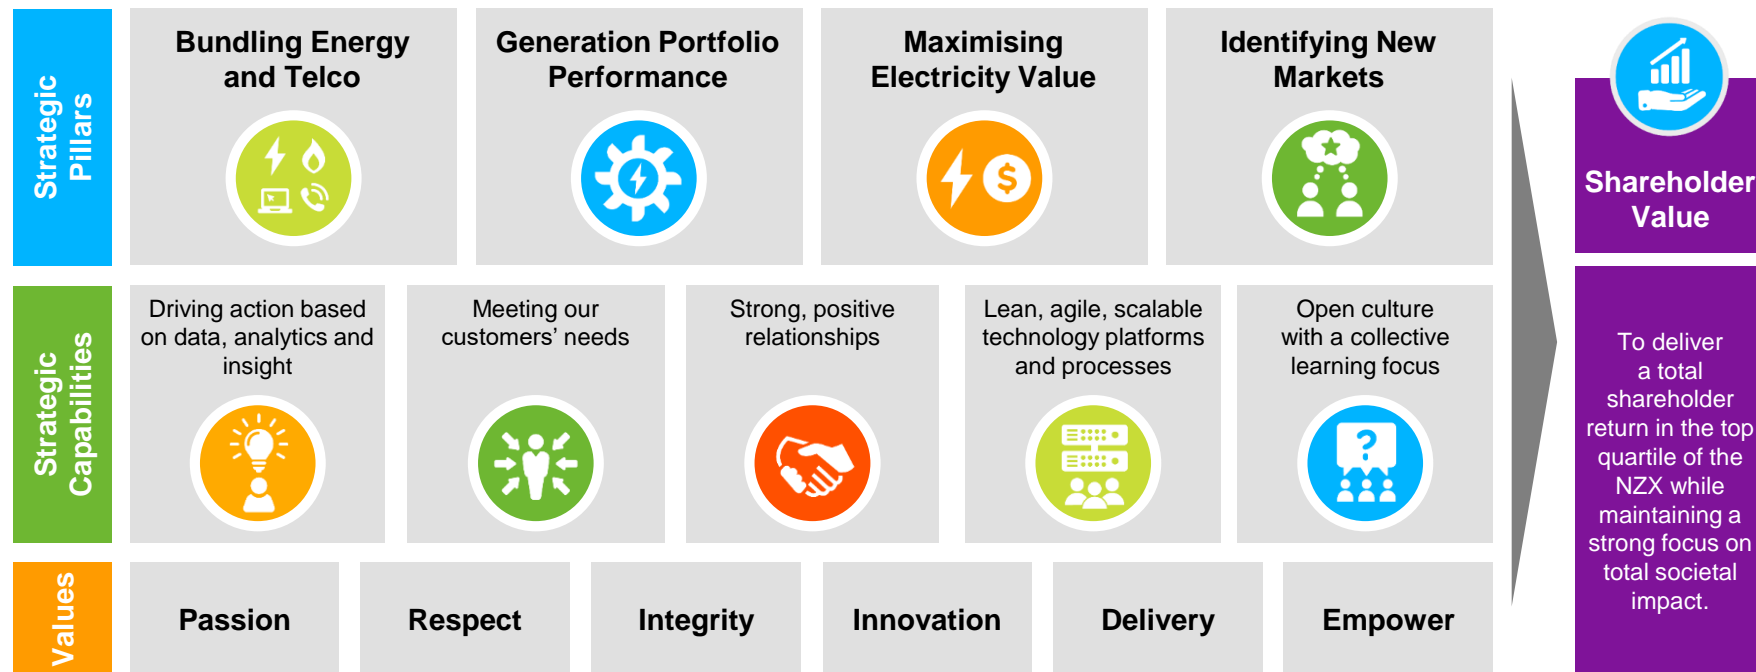 Strategic
Pillars
Bundling Energy
and Telco
Generation Portfolio
Performance
Maximising
Electricity Value
Identifying New
Markets
$
Strategic
Capabilities
Driving action based
on data, analytics and
insight
Meeting our
customers’ needs
Strong, positive
relationships
Lean, agile, scalable
technology platforms
and processes
Open culture
with a collective
learning focus
?
Values
Passion
Respect
Integrity
Innovation
Delivery
Empower
Shareholder
Value
To deliver
a total
shareholder
return in the top
quartile of the
NZX while
maintaining a
strong focus on
total societal
impact.